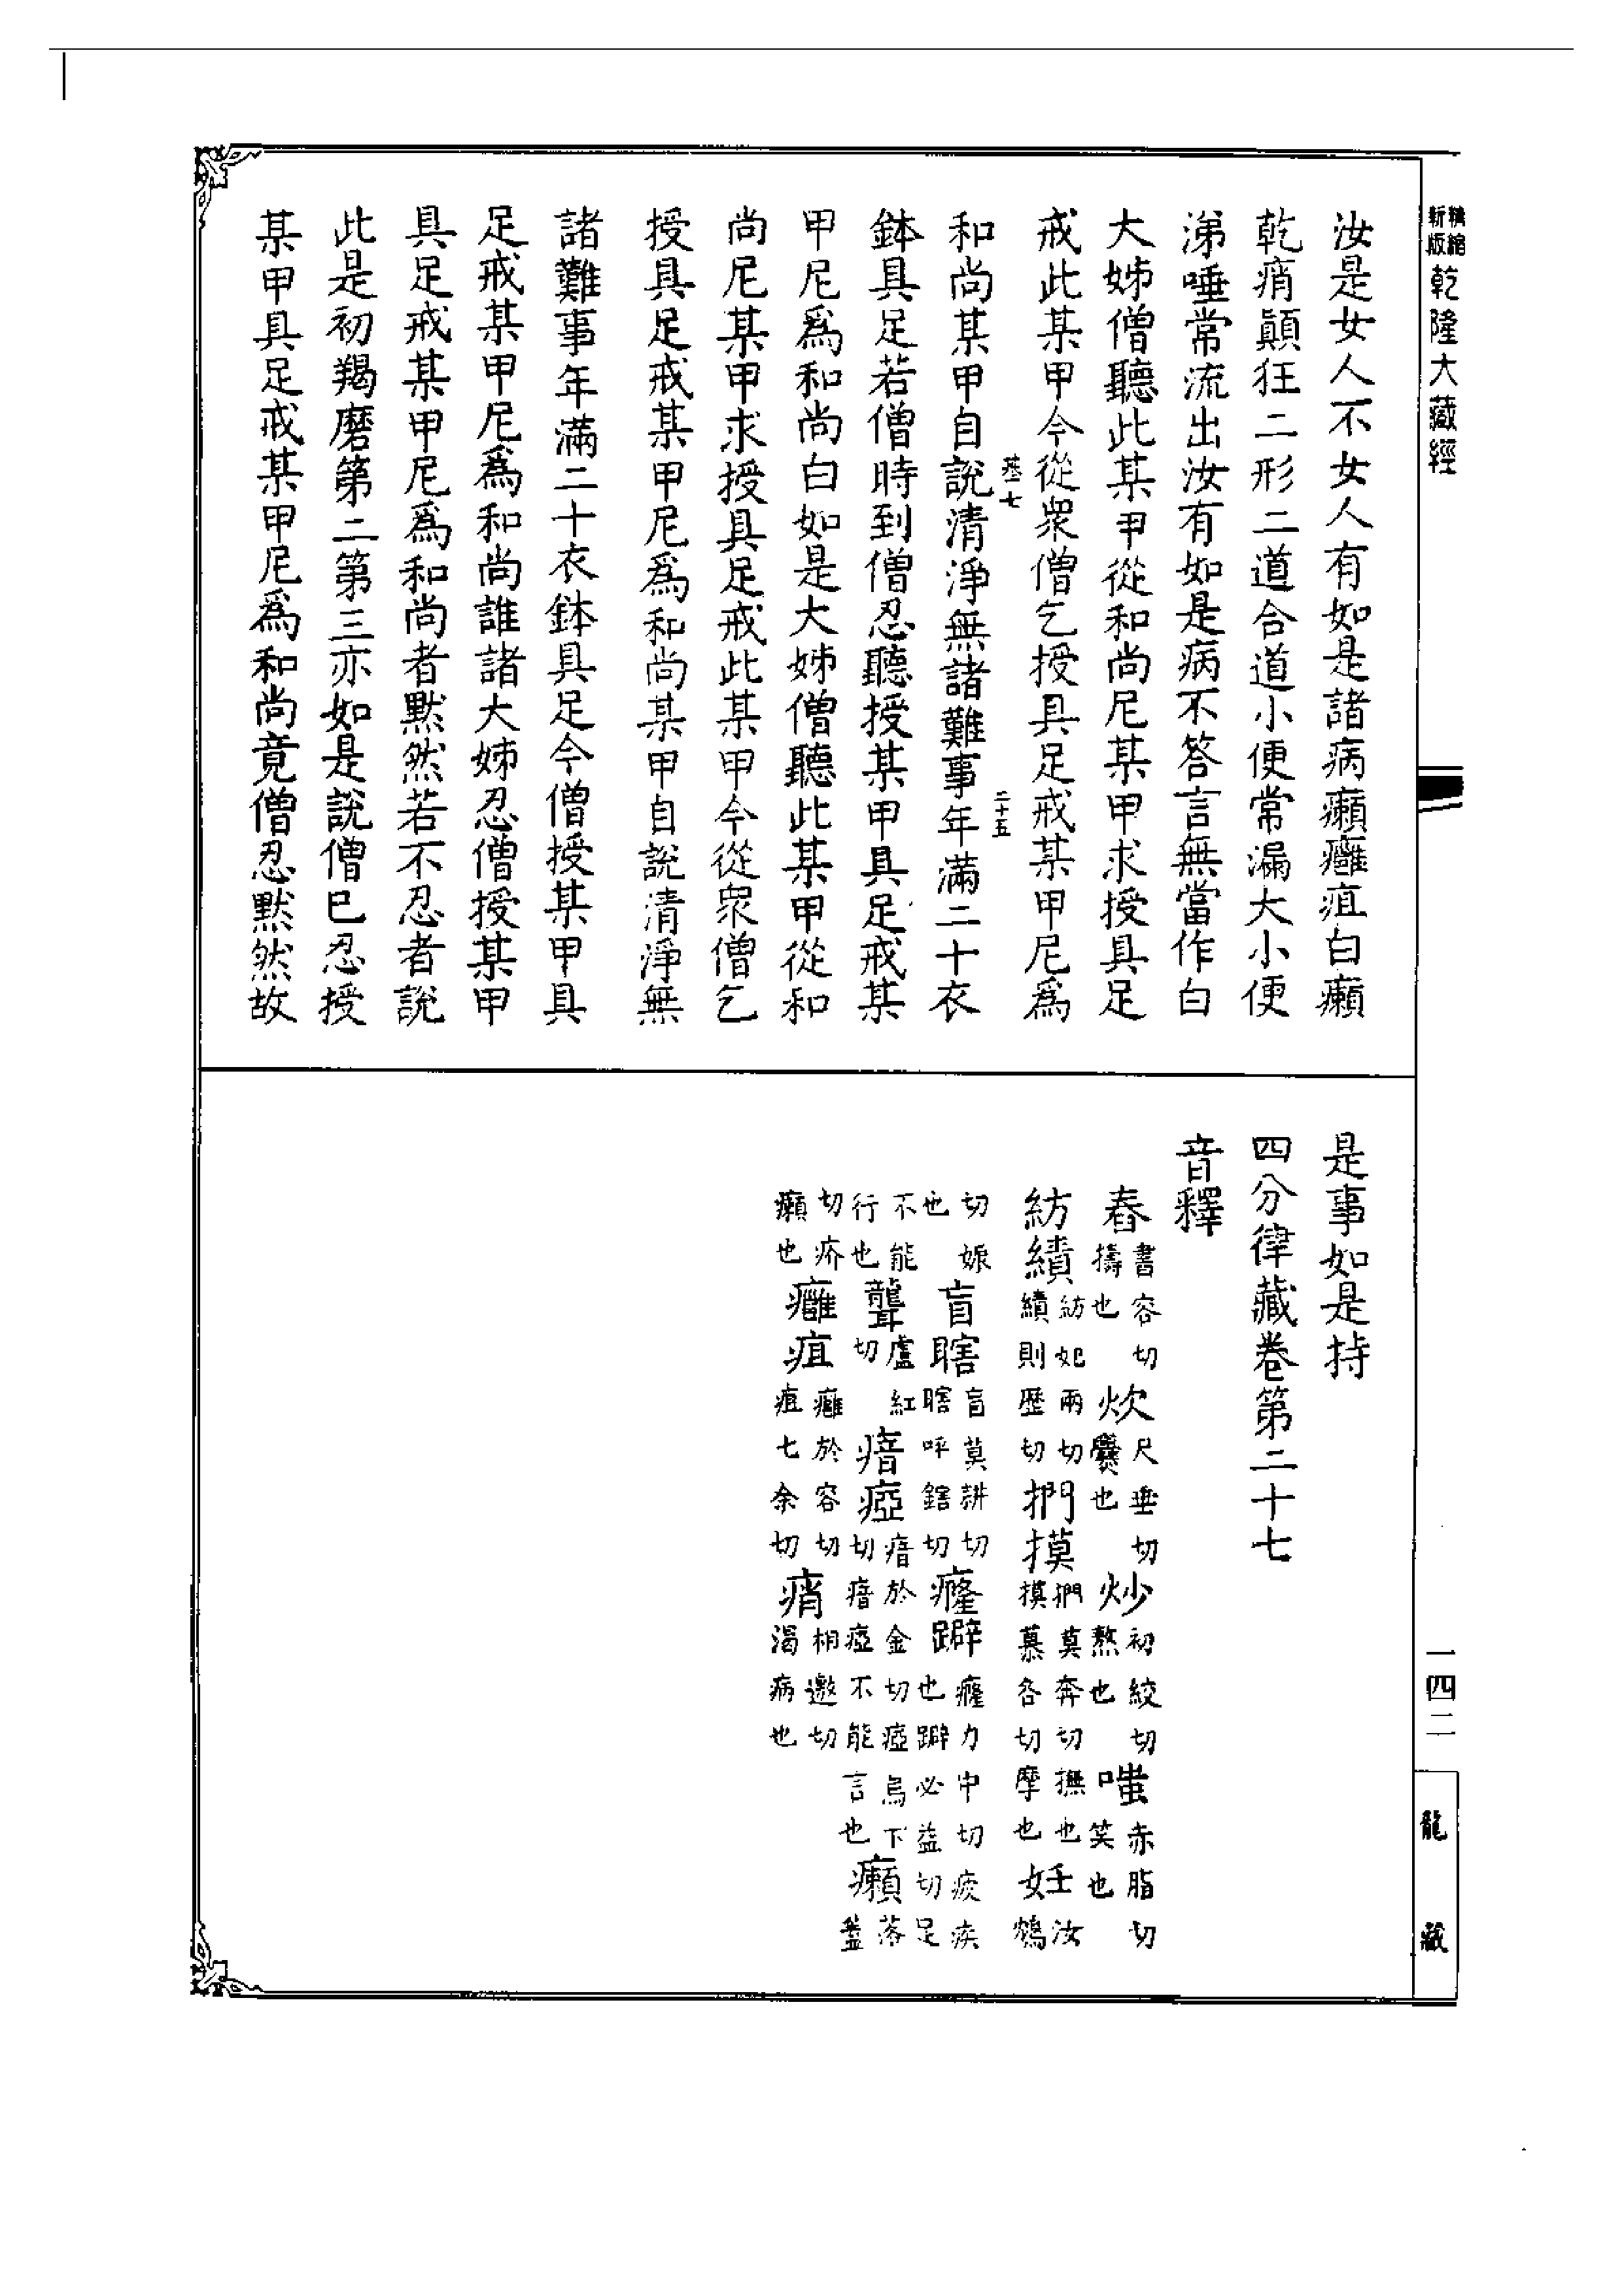 精縮新版
乾隆大藏經
汝是女人不女人有如是諸病癩癰疽白癩
乾痟顛狂二形二道合道小便常漏大小便
涕唾常流出汝有如是病不答言無當作白
大姊僧聽此某甲從和尚尼某甲求授具足
戒此某甲今從衆僧乞授具足戒某甲尼爲
基七
二十五
和尚某甲自說清淨無諸難事年滿二十衣
鉢具足若僧時到僧忍聽授某甲具足戒某
甲尼爲和尚白如是大姊僧聽此某甲從和
尚尼某甲求授具足戒此某甲今從衆僧乞
授具足戒某甲尼爲和尚某甲自說清淨無
諸難事年滿二十衣鉢具足今僧授某甲具
足戒某甲尼爲和尚誰諸大姊忍僧授某甲
具足戒某甲尼爲和尚者默然若不忍者說
此是初羯磨第二第三亦如是說僧已忍授
某甲具足戒某甲尼爲和尚竟僧忍默然故
是事如是持
四分律藏卷第二十七
音釋
舂書容切擣也炊尺垂切爨也炒初絞切熬也嗤赤脂切笑也
紡績紡妃兩切績則歷切捫摸捫莫奔切撫也摸慕各切摩也妊汝鴆
切娠也盲瞎盲莫耕切瞎呼鎋切癃躃癃力中切疲疾也躃必益切足
不能行也聾盧紅切瘖瘂瘖於金切瘂烏下切瘖瘂不能言也癩落蓋
切疥癩也癰疽癰於容切疽七余切痟相邀切渴病也
一四二
龍藏